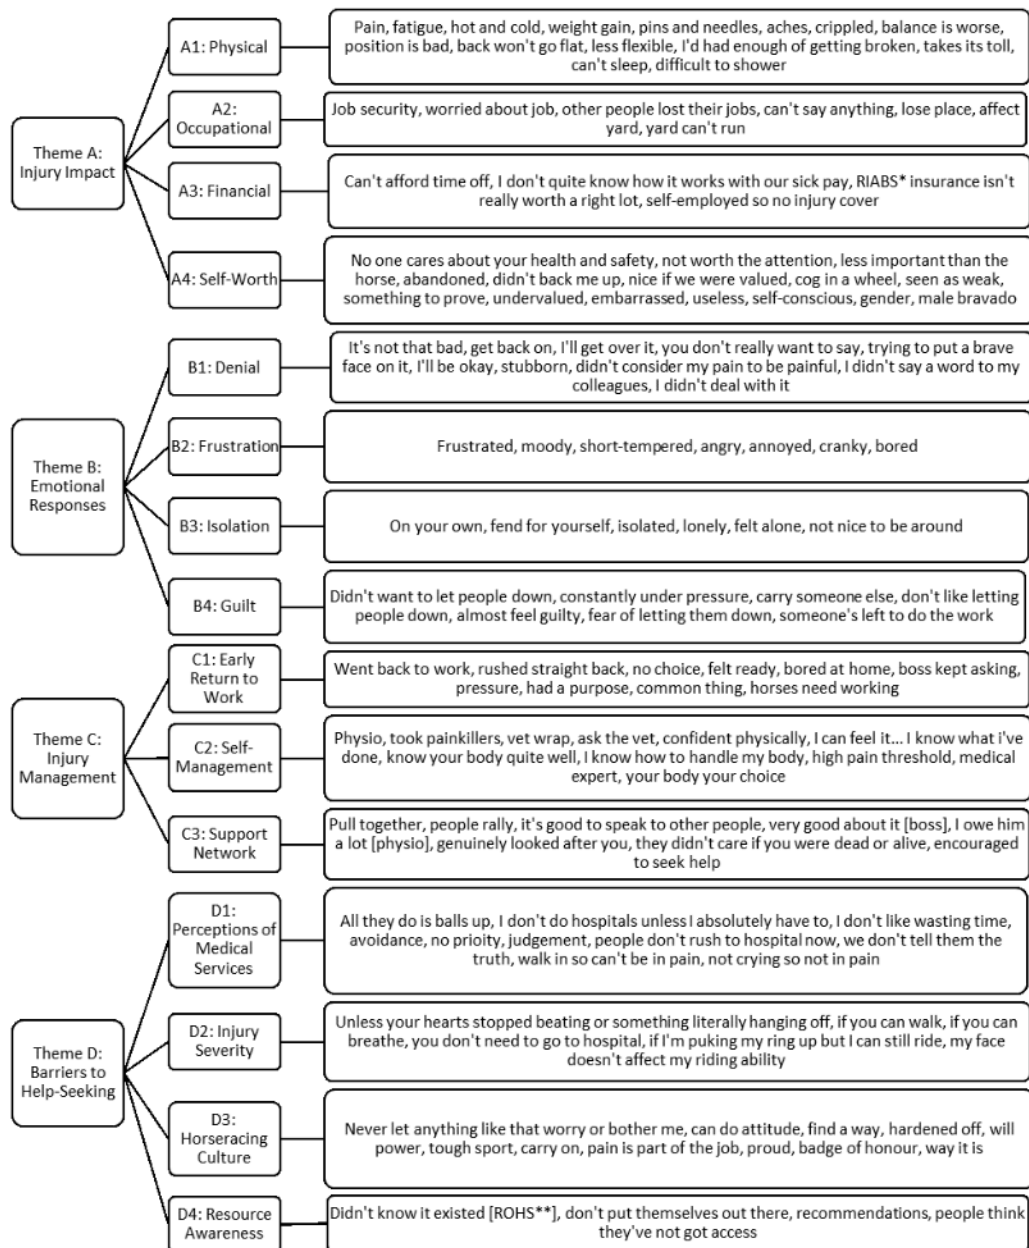 Theme A:
Injury Impact
A1: Physical
Pain, fatigue, hot and cold, weight gain, pins and needles, aches, crippled, balance is worse,
position is bad, back won't go flat, less flexible, I'd had enough of getting broken, takes its toll,
can't sleep, difficult to shower
A2:
Occupational
Job security, worried about job, other people lost their jobs, can't say anything, lose place, affect
yard, yard can't run
A3: Financial
Can't afford time off, I don't quite know how it works with our sick pay, RIABS* insurance isn't
really worth a right lot, self-employed so no injury cover
A4: Self-Worth
No one cares about your health and safety, not worth the attention, less important than the
horse, abandoned, didn't back me up, nice if we were valued, cog in a wheel, seen as weak,
something to prove, undervalued, embarrassed, useless, self-conscious, gender, male bravado
Theme B:
Emotional
Responses
B1: Denial
It's not that bad, get back on, I'll get over it, you don't really want to say, trying to put a brave
face on it, I'll be okay, stubborn, didn't consider my pain to be painful, I didn't say a word to my
colleagues, I didn't deal with it
B2: Frustration
Frustrated, moody, short-tempered, angry, annoyed, cranky, bored
B3: Isolation
On your own, fend for yourself, isolated, lonely, felt alone, not nice to be around
B4: Guilt
Didn't want to let people down, constantly under pressure, carry someone else, don't like letting
people down, almost feel guilty, fear of letting them down, someone's left to do the work
Theme C:
Injury
Management
C1: Early
Return to
Work
Went back to work, rushed straight back, no choice, felt ready, bored at home, boss kept asking,
pressure, had a purpose, common thing, horses need working
C2: Self-
Management
Physio, took painkillers, vet wrap, ask the vet, confident physically, I can feel it... I know what i've
done, know your body quite well, I know how to handle my body, high pain threshold, medical
expert, your body your choice
C3: Support
Network
Pull together, people rally, it's good to speak to other people, very good about it [boss], I owe him
a lot [physio], genuinely looked after you, they didn't care if you were dead or alive, encouraged
to seek help
Theme D:
Barriers to
Help-Seeking
D1:
Perceptions of
Medical
Services
All they do is balls up, I don't do hospitals unless I absolutely have to, I don't like wasting time,
avoidance, no prioity, judgement, people don't rush to hospital now, we don't tell them the
truth, walk in so can't be in pain, not crying so not in pain
D2: Injury
Severity
Unless your hearts stopped beating or something literally hanging off, if you can walk, if you can
breathe, you don't need to go to hospital, if I'm puking my ring up but I can still ride, my face
doesn't affect my riding ability
D3:
Horseracing
Culture
Never let anything like that worry or bother me, can do attitude, find a way, hardened off, will
power, tough sport, carry on, pain is part of the job, proud, badge of honour, way it is
D4: Resource
Awareness
Didn't know it existed [ROHS**], don't put themselves out there, recommendations, people think
they've not got access